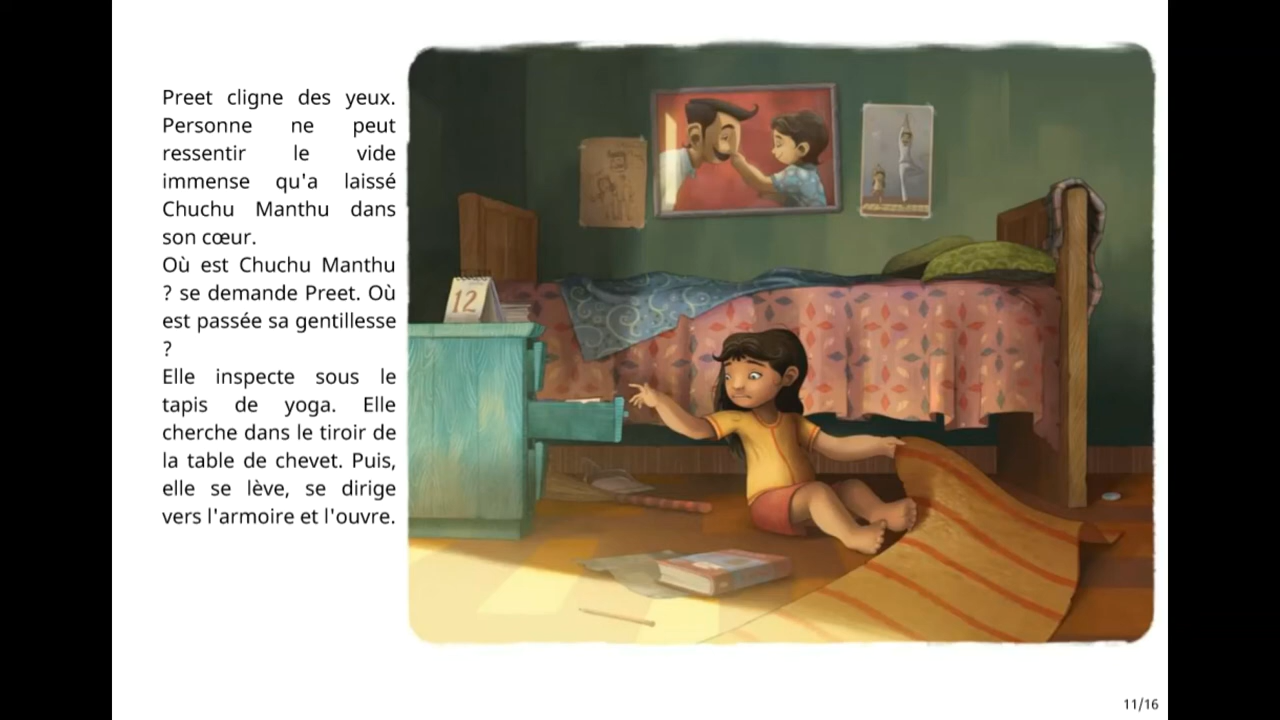 Preet cligne des yeux.
Personne ne peut
ressentir le vide
immense qu'a laissé
Chuchu Manthu dans
son cœur.
Où est Chuchu Manthu
? se demande Preet. Où
est passée sa gentillesse
?
Elle inspecte sous le
tapis de yoga. Elle
cherche dans le tiroir de
la table de chevet. Puis,
elle se lève, se dirige
vers l'armoire et l'ouvre.
12
11/16